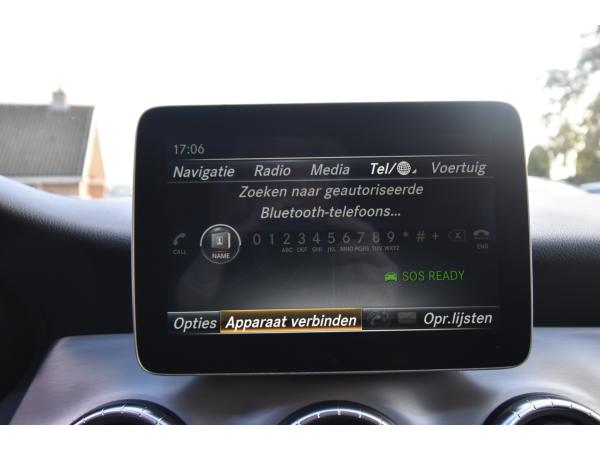 17:06
Navigatie Radio Media Tel/ Voertuig
Zoeken naar geautoriseerde
Bluetooth-telefoons...
0 1 2 3 4 5 6 7 8 9 * # +
ABC DEF GHI JKL MNO PQRS TUV WXYZ
CALL NAME END
SOS READY
Opties Apparaat verbinden Opr.lijsten